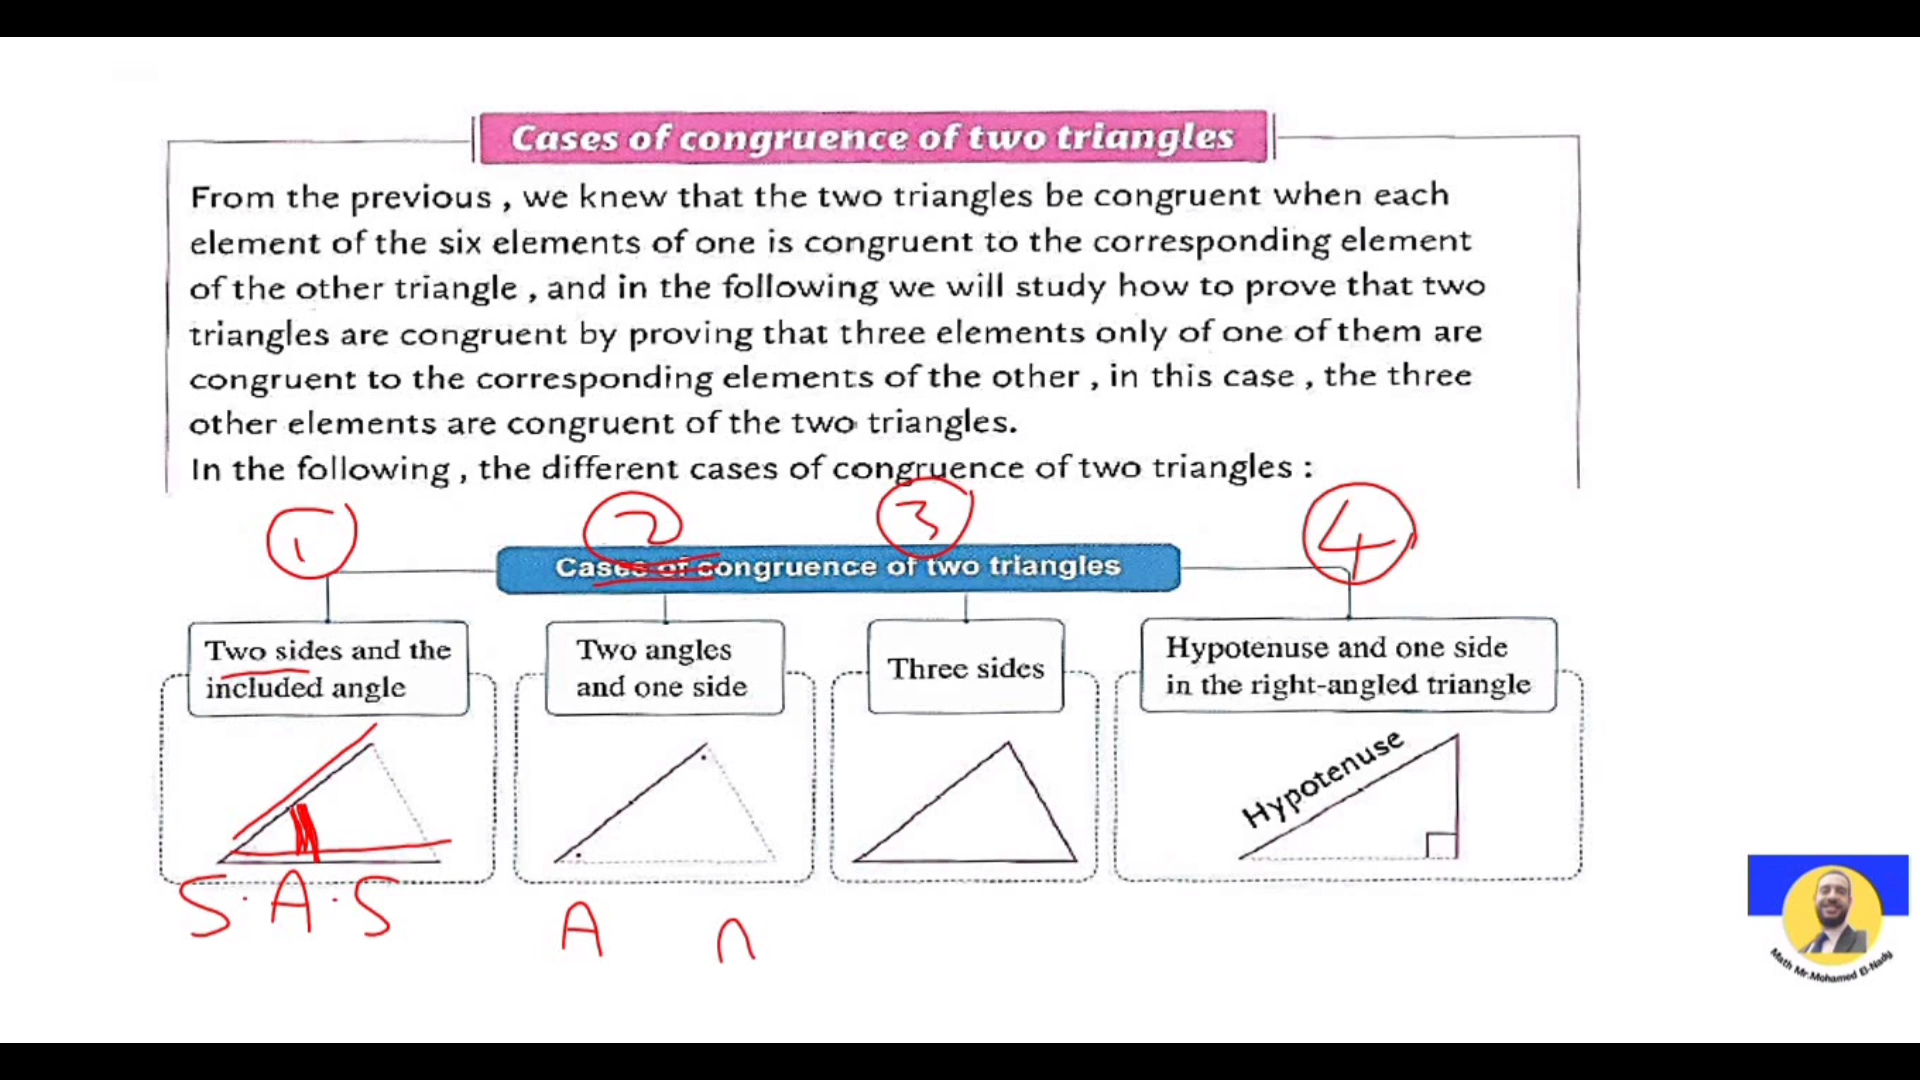 Cases of congruence of two triangles
From the previous , we knew that the two triangles be congruent when each
element of the six elements of one is congruent to the corresponding element
of the other triangle , and in the following we will study how to prove that two
triangles are congruent by proving that three elements only of one of them are
congruent to the corresponding elements of the other , in this case , the three
other elements are congruent of the two triangles.
In the following , the different cases of congruence of two triangles :
1 2 3 4
Cases of congruence of two triangles
Two sides and the
included angle
Two angles
and one side
Three sides
Hypotenuse and one side
in the right-angled triangle
Hypotenuse
S.A.S
A
Math Mr.Mohamed El-Nady